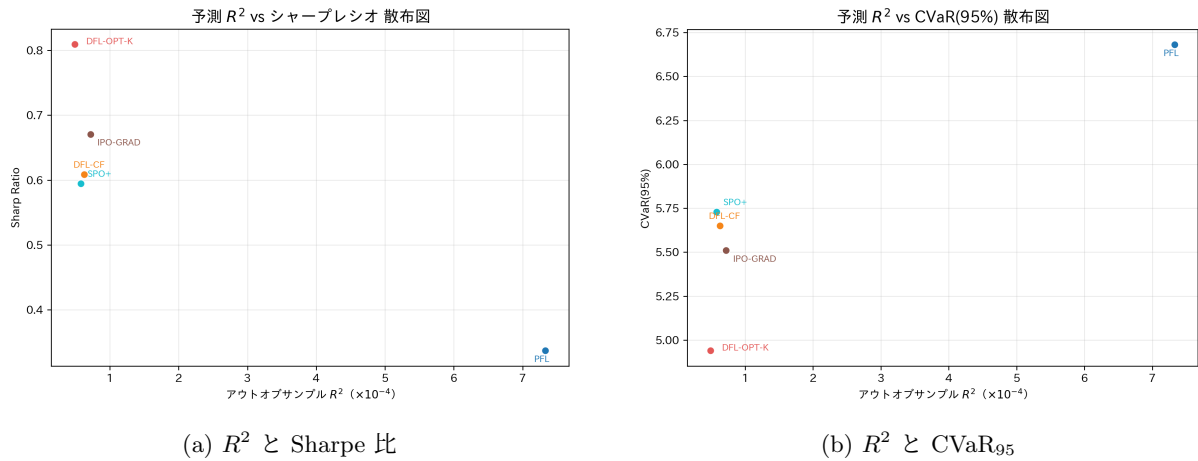 予測 R² vs シャープレシオ 散布図
0.8
0.7
0.6
0.5
0.4
Sharp Ratio
DFL-OPT-K
IPO-GRAD
DFL-CF
SPO+
PFL
1 2 3 4 5 6 7
アウトオブサンプル R² (×10⁻⁴)
(a) R² と Sharpe 比
予測 R² vs CVaR(95%) 散布図
6.75
6.50
6.25
6.00
5.75
5.50
5.25
5.00
CVaR(95%)
PFL
SPO+
DFL-CF
IPO-GRAD
DFL-OPT-K
1 2 3 4 5 6 7
アウトオブサンプル R² (×10⁻⁴)
(b) R² と CVaR₉₅